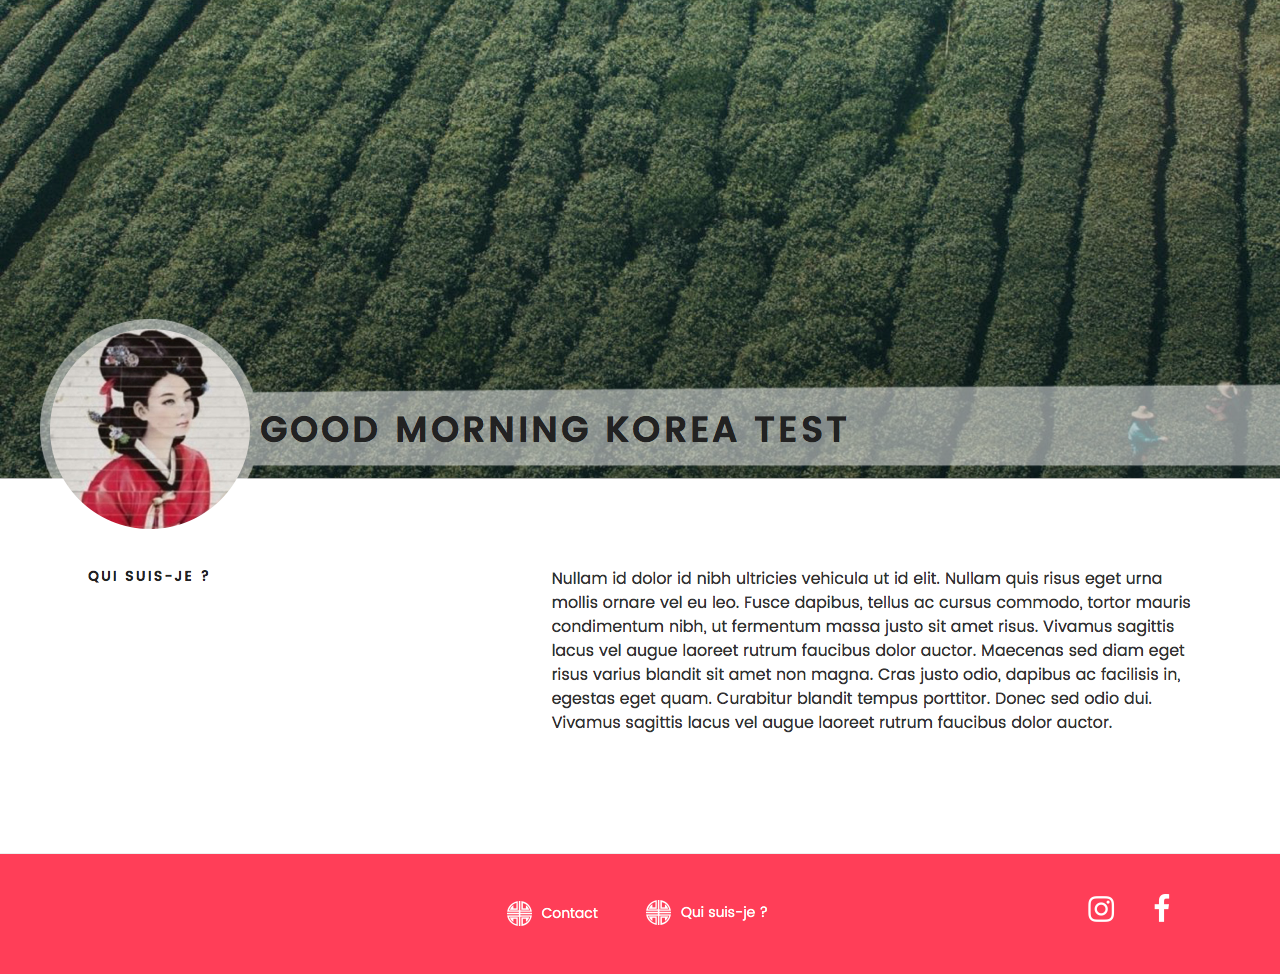 GOOD MORNING KOREA TEST
QUI SUIS-JE ?
Nullam id dolor id nibh ultricies vehicula ut id elit. Nullam quis risus eget urna
mollis ornare vel eu leo. Fusce dapibus, tellus ac cursus commodo, tortor mauris
condimentum nibh, ut fermentum massa justo sit amet risus. Vivamus sagittis
lacus vel augue laoreet rutrum faucibus dolor auctor. Maecenas sed diam eget
risus varius blandit sit amet non magna. Cras justo odio, dapibus ac facilisis in,
egestas eget quam. Curabitur blandit tempus porttitor. Donec sed odio dui.
Vivamus sagittis lacus vel augue laoreet rutrum faucibus dolor auctor.
Contact
Qui suis-je ?